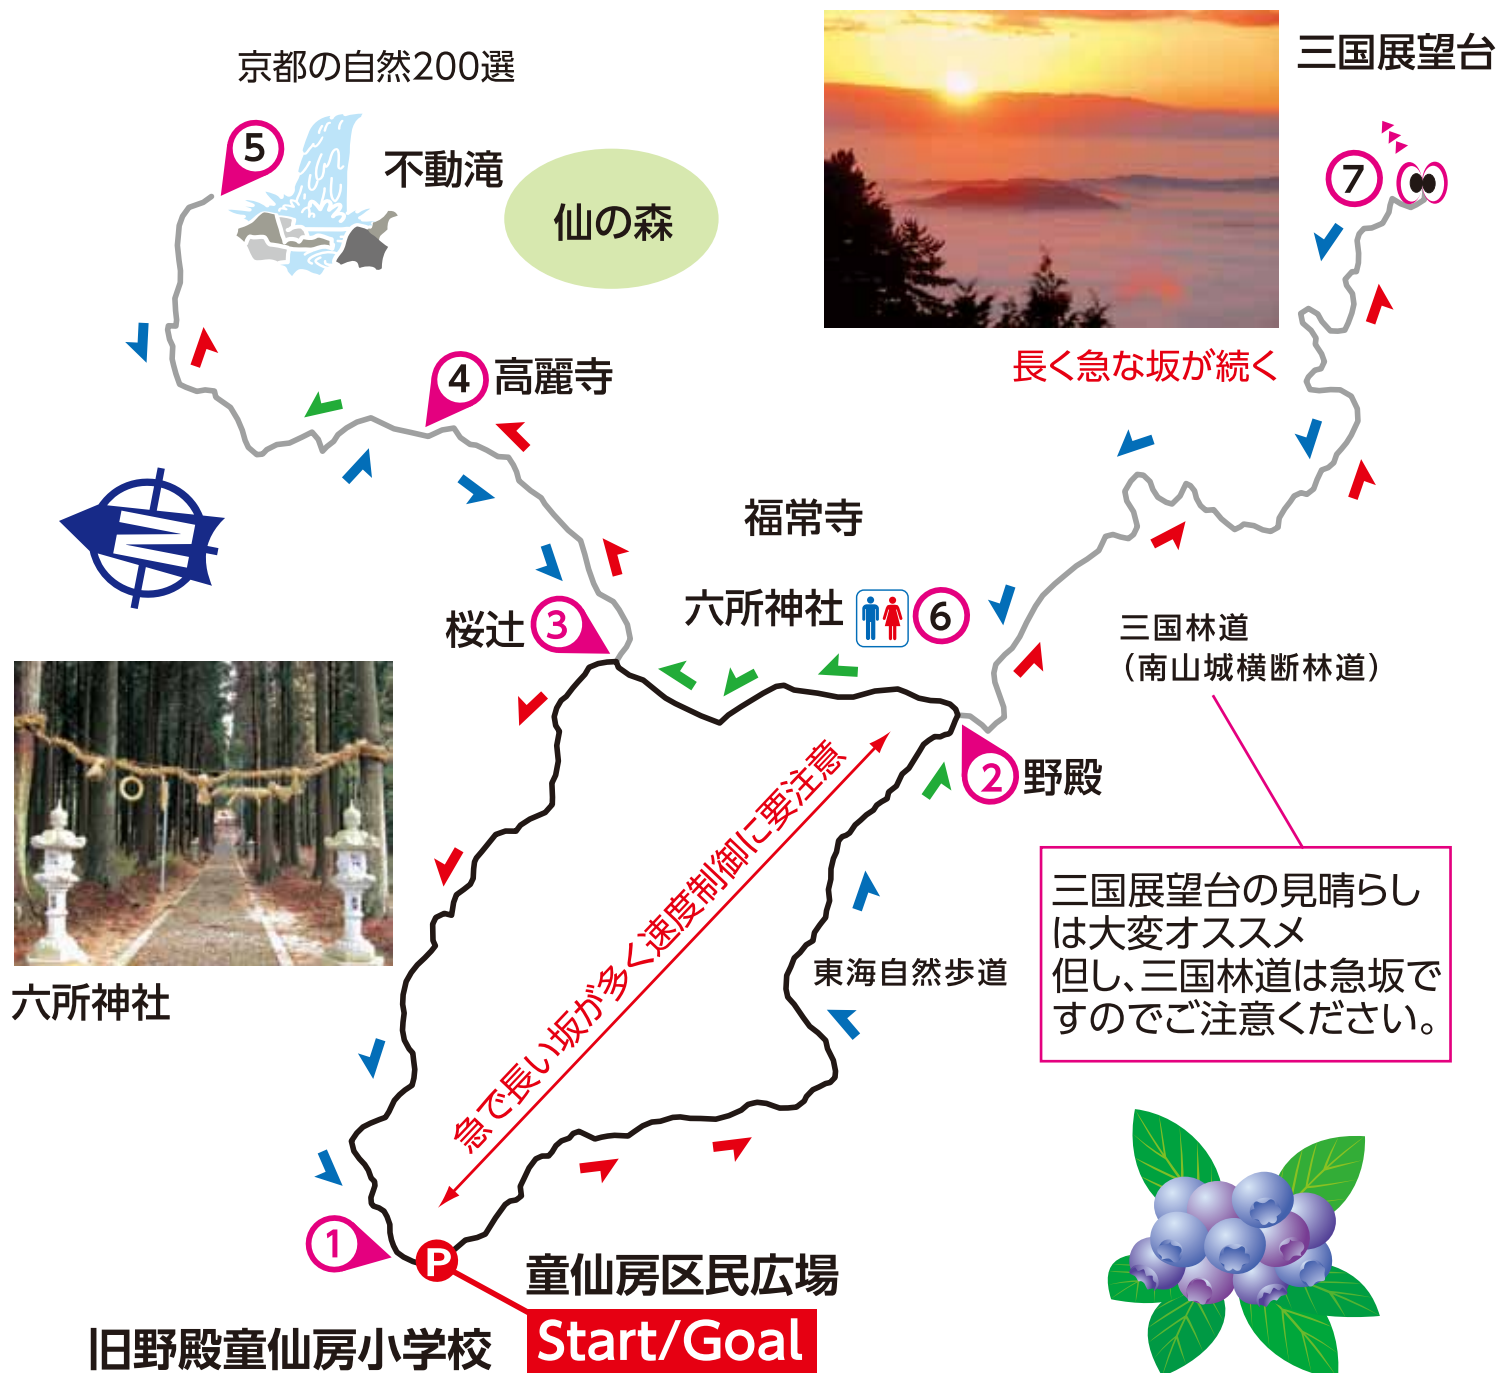 京都の自然200選
三国展望台
5
不動滝
7
仙の森
長く急な坂が続く
4
高麗寺
N
福常寺
六所神社
6
桜辻
3
三国林道
（南山城横断林道）
2
野殿
急で長い坂が多く速度制御に要注意
三国展望台の見晴らし
は大変オススメ
但し、三国林道は急坂で
すのでご注意ください。
東海自然歩道
六所神社
1
P
童仙房区民広場
Start/Goal
旧野殿童仙房小学校